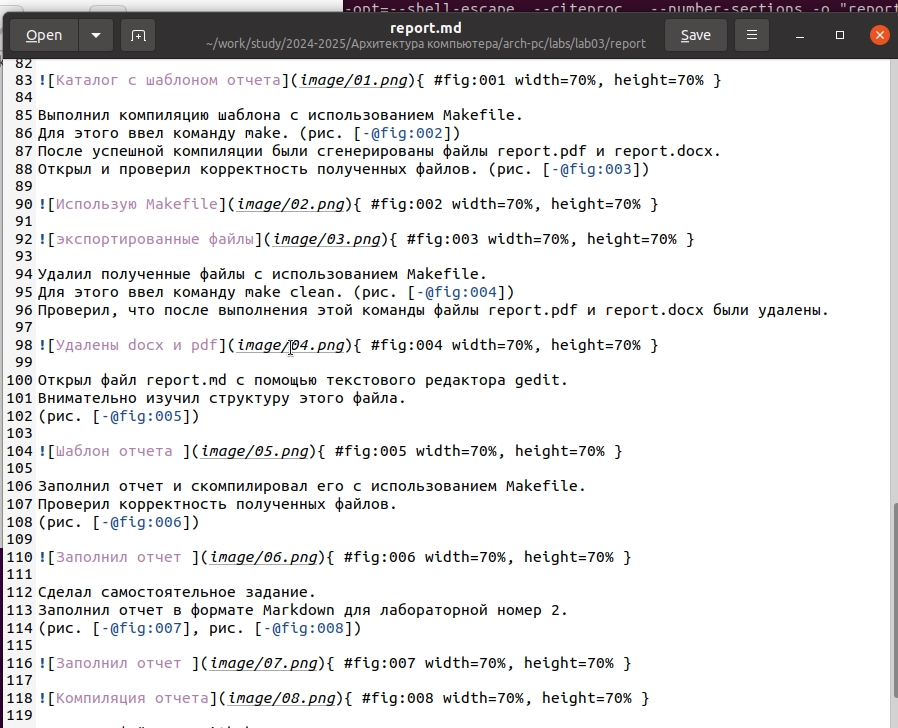 -opt=--shell-escape --citeproc --number-sections -o "report
Open
report.md
~/work/study/2024-2025/Архитектура компьютера/arch-pc/labs/lab03/report
Save
82
83 ![Каталог с шаблоном отчета](image/01.png){ #fig:001 width=70%, height=70% }
84
85 Выполнил компиляцию шаблона с использованием Makefile.
86 Для этого ввел команду make. (рис. [-@fig:002])
87 После успешной компиляции были сгенерированы файлы report.pdf и report.docx.
88 Открыл и проверил корректность полученных файлов. (рис. [-@fig:003])
89
90 ![Использую Makefile](image/02.png){ #fig:002 width=70%, height=70% }
91
92 ![экспортированные файлы](image/03.png){ #fig:003 width=70%, height=70% }
93
94 Удалил полученные файлы с использованием Makefile.
95 Для этого ввел команду make clean. (рис. [-@fig:004])
96 Проверил, что после выполнения этой команды файлы report.pdf и report.docx были удалены.
97
98 ![Удалены docx и pdf](image/04.png){ #fig:004 width=70%, height=70% }
99
100 Открыл файл report.md с помощью текстового редактора gedit.
101 Внимательно изучил структуру этого файла.
102 (рис. [-@fig:005])
103
104 ![Шаблон отчета ](image/05.png){ #fig:005 width=70%, height=70% }
105
106 Заполнил отчет и скомпилировал его с использованием Makefile.
107 Проверил корректность полученных файлов.
108 (рис. [-@fig:006])
109
110 ![Заполнил отчет ](image/06.png){ #fig:006 width=70%, height=70% }
111
112 Сделал самостоятельное задание.
113 Заполнил отчет в формате Markdown для лабораторной номер 2.
114 (рис. [-@fig:007], рис. [-@fig:008])
115
116 ![Заполнил отчет ](image/07.png){ #fig:007 width=70%, height=70% }
117
118 ![Компиляция отчета](image/08.png){ #fig:008 width=70%, height=70% }
119